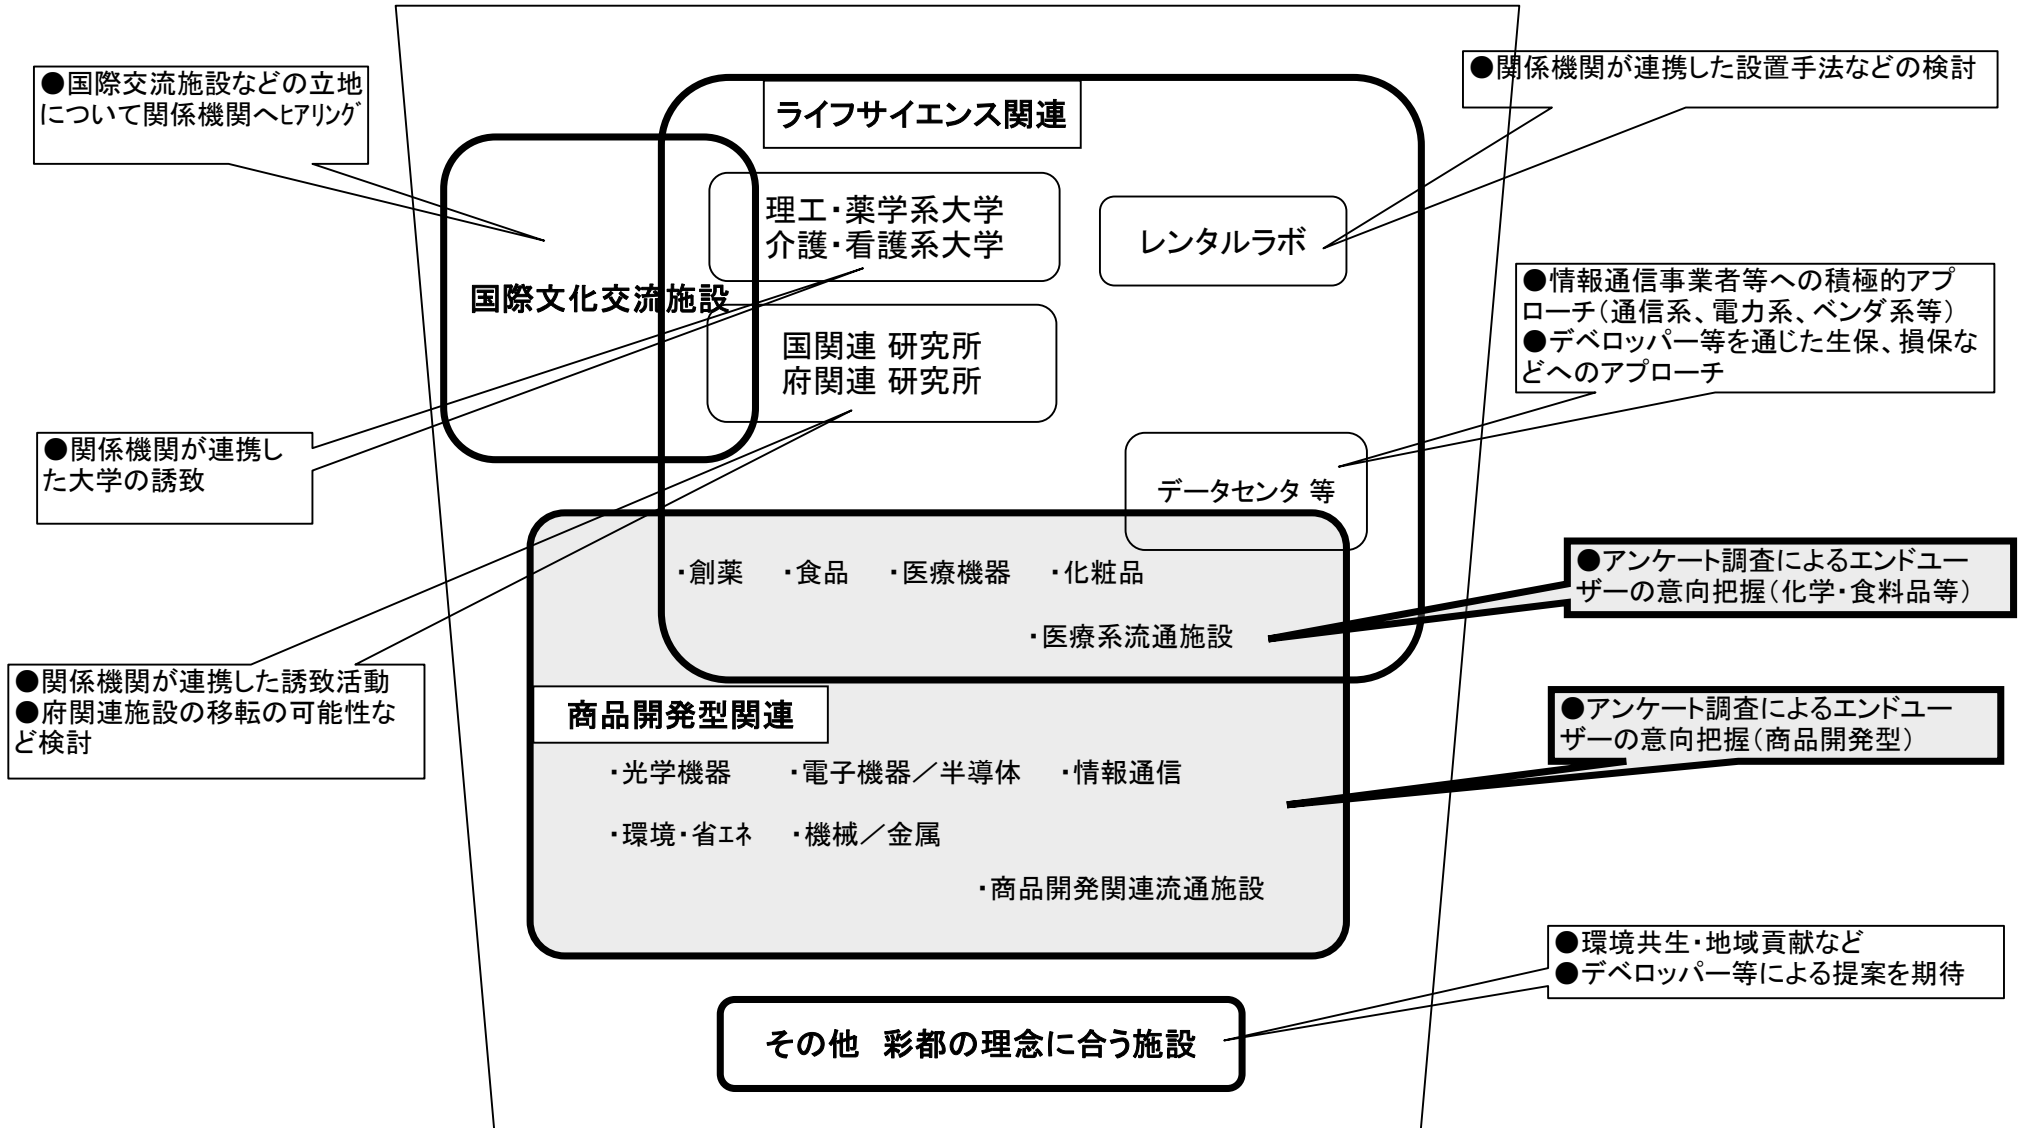 ●国際交流施設などの立地
について関係機関へﾋｱﾘﾝｸﾞ
●関係機関が連携した設置手法などの検討
ライフサイエンス関連
理工・薬学系大学
介護・看護系大学
レンタルラボ
国際文化交流施設
国関連 研究所
府関連 研究所
●情報通信事業者等への積極的アプ
ローチ（通信系、電力系、ベンダ系等）
●デベロッパー等を通じた生保、損保な
どへのアプローチ
●関係機関が連携し
た大学の誘致
データセンタ 等
・創薬 ・食品 ・医療機器 ・化粧品
・医療系流通施設
●アンケート調査によるエンドユー
ザーの意向把握（化学・食料品等）
●関係機関が連携した誘致活動
●府関連施設の移転の可能性な
ど検討
商品開発型関連
●アンケート調査によるエンドユー
ザーの意向把握（商品開発型）
・光学機器 ・電子機器／半導体 ・情報通信
・環境・省ｴﾈ ・機械／金属
・商品開発関連流通施設
●環境共生・地域貢献など
●デベロッパー等による提案を期待
その他　彩都の理念に合う施設